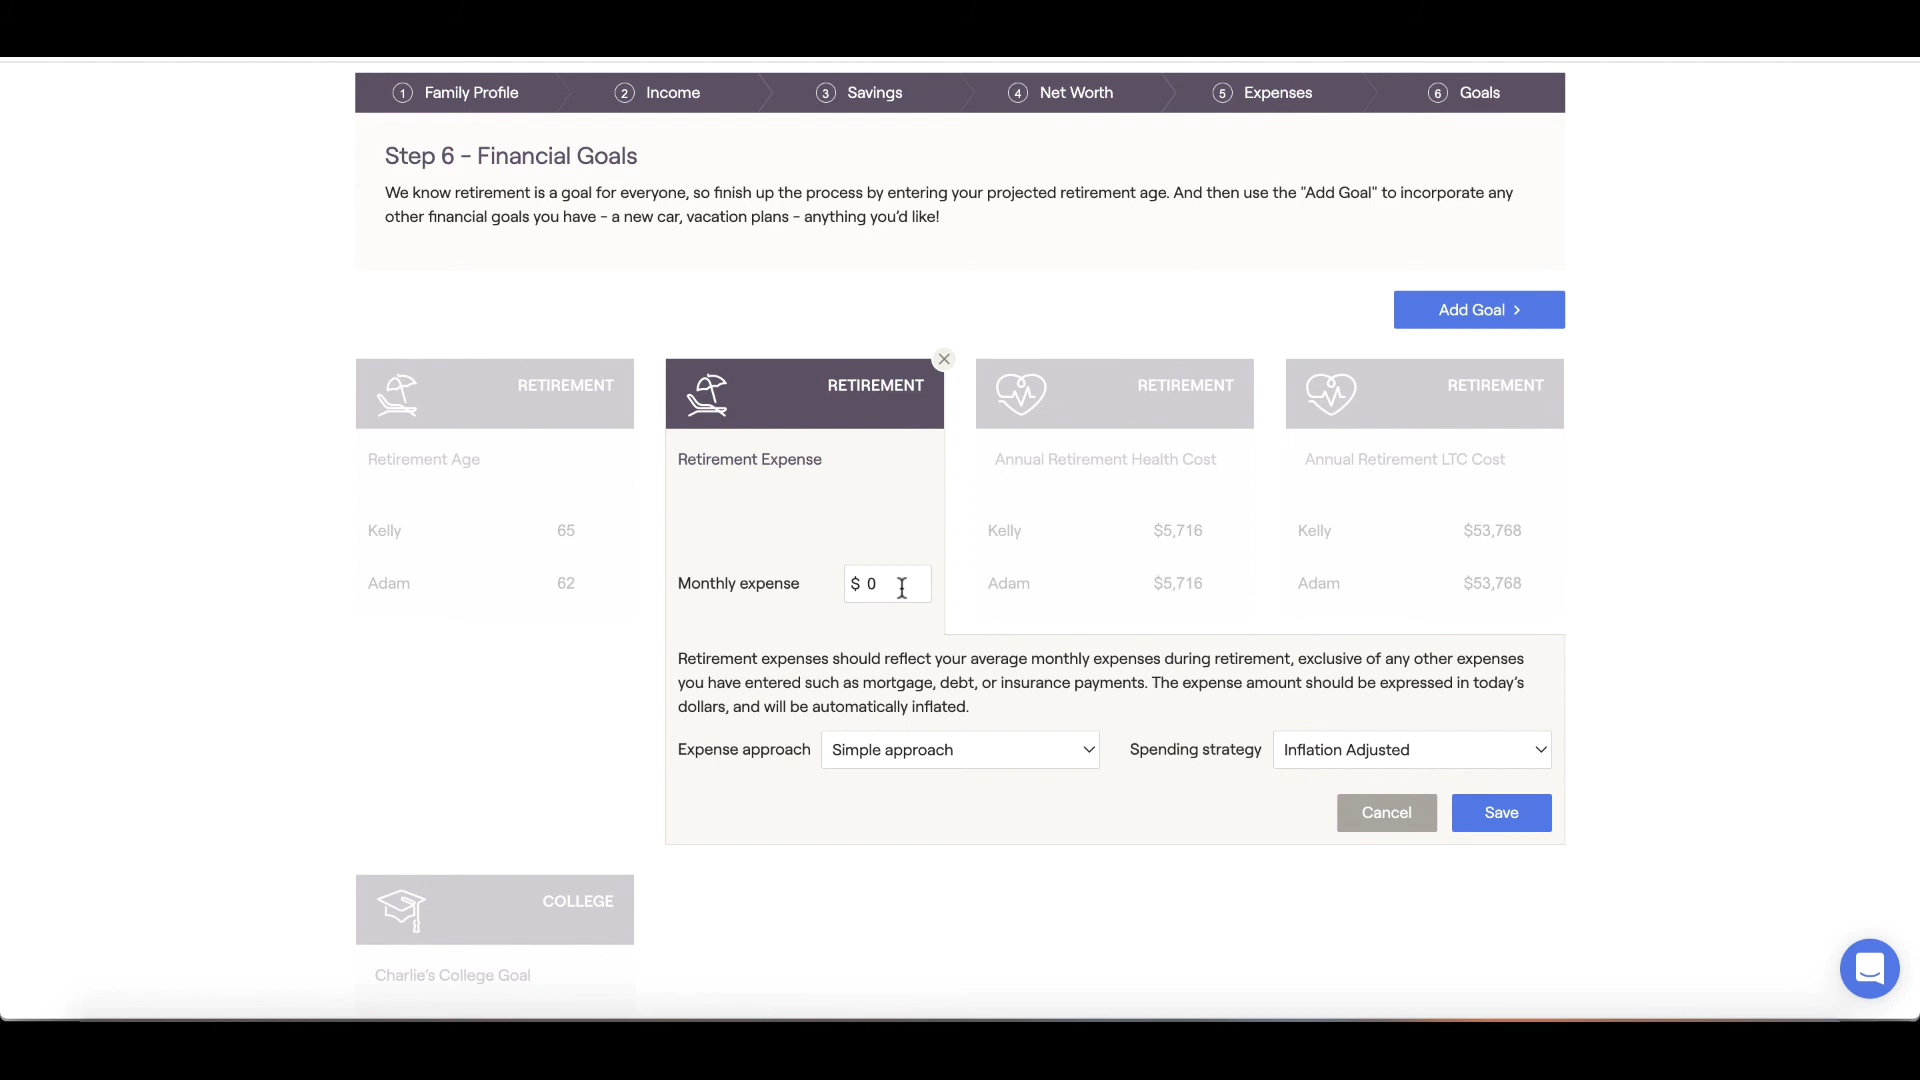 1 Family Profile
2 Income
3 Savings
4 Net Worth
5 Expenses
6 Goals
Step 6 - Financial Goals
We know retirement is a goal for everyone, so finish up the process by entering your projected retirement age. And then use the "Add Goal" to incorporate any
other financial goals you have - a new car, vacation plans - anything you'd like!
Add Goal
RETIREMENT
Retirement Age
Kelly 65
Adam 62
RETIREMENT
Retirement Expense
Monthly expense $ 0
RETIREMENT
Annual Retirement Health Cost
Kelly $5,716
Adam $5,716
RETIREMENT
Annual Retirement LTC Cost
Kelly $53,768
Adam $53,768
Retirement expenses should reflect your average monthly expenses during retirement, exclusive of any other expenses
you have entered such as mortgage, debt, or insurance payments. The expense amount should be expressed in today's
dollars, and will be automatically inflated.
Expense approach Simple approach
Spending strategy Inflation Adjusted
Cancel
Save
COLLEGE
Charlie's College Goal